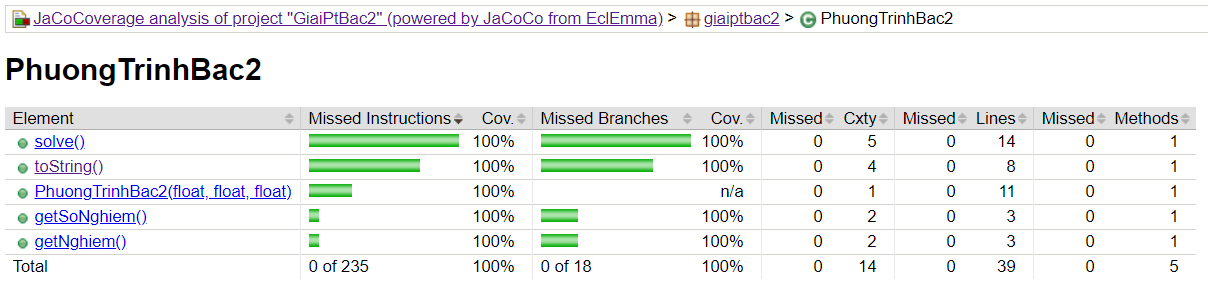 JaCoCoverage analysis of project "GiaiPtBac2" (powered by JaCoCo from EclEmma) > giaiptbac2 > PhuongTrinhBac2
PhuongTrinhBac2
Element Missed Instructions Cov. Missed Branches Cov. Missed Cxty Missed Lines Missed Methods
solve() 100% 100% 0 5 0 14 0 1
toString() 100% 100% 0 4 0 8 0 1
PhuongTrinhBac2(float, float, float) 100% n/a 0 1 0 11 0 1
getSoNghiem() 100% 100% 0 2 0 3 0 1
getNghiem() 100% 100% 0 2 0 3 0 1
Total 0 of 235 100% 0 of 18 100% 0 14 0 39 0 5